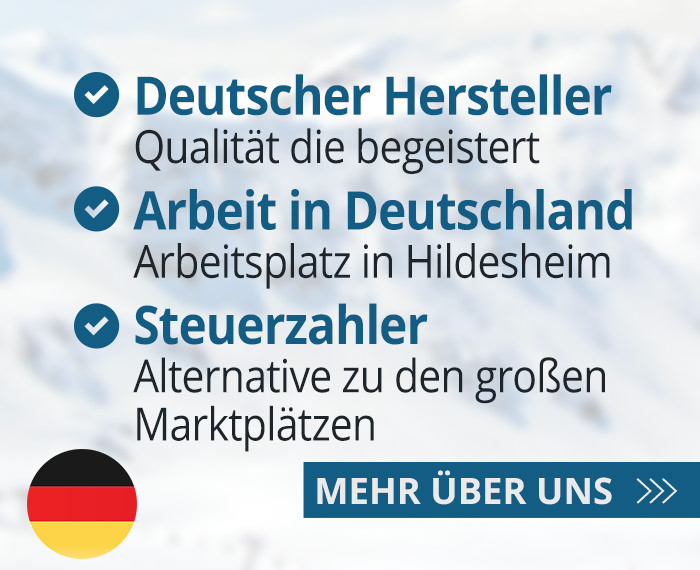 Deutscher Hersteller
Qualität die begeistert
Arbeit in Deutschland
Arbeitsplatz in Hildesheim
Steuerzahler
Alternative zu den großen
Marktplätzen
MEHR ÜBER UNS